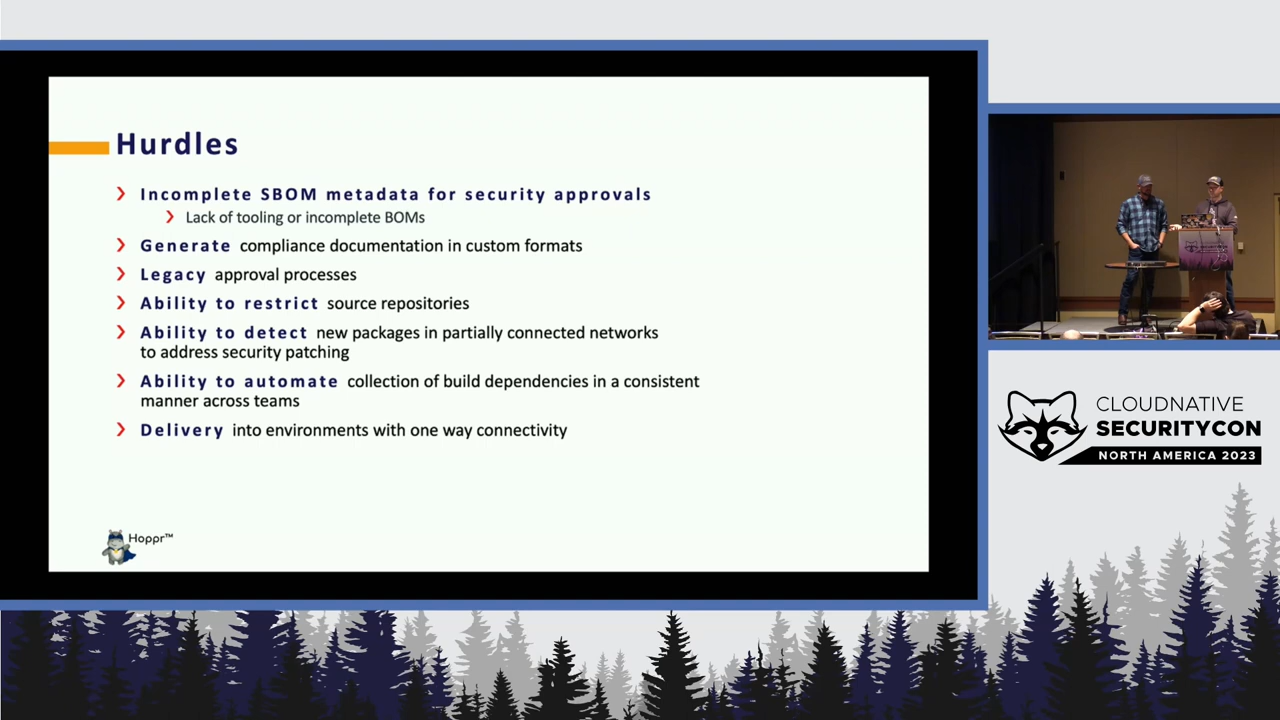 Hurdles
Incomplete SBOM metadata for security approvals
Lack of tooling or incomplete BOMs
Generate compliance documentation in custom formats
Legacy approval processes
Ability to restrict source repositories
Ability to detect new packages in partially connected networks
to address security patching
Ability to automate collection of build dependencies in a consistent
manner across teams
Delivery into environments with one way connectivity
Hoppr™
CLOUDNATIVE
SECURITYCON
NORTH AMERICA 2023